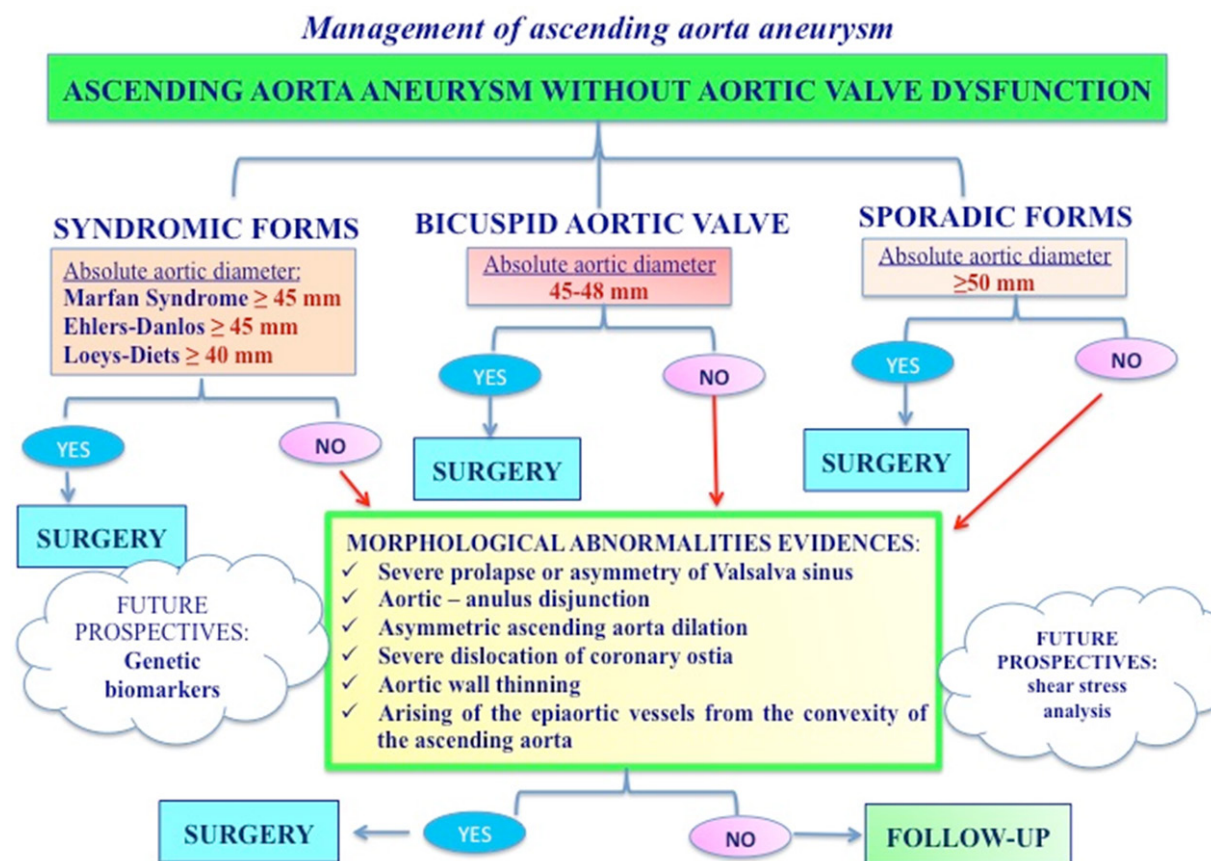 Management of ascending aorta aneurysm
ASCENDING AORTA ANEURYSM WITHOUT AORTIC VALVE DYSFUNCTION
SYNDROMIC FORMS
Absolute aortic diameter:
Marfan Syndrome ≥ 45 mm
Ehlers-Danlos ≥ 45 mm
Loeys-Diets ≥ 40 mm
YES
NO
SURGERY
BICUSPID AORTIC VALVE
Absolute aortic diameter
45-48 mm
YES
NO
SURGERY
SPORADIC FORMS
Absolute aortic diameter
≥50 mm
YES
NO
SURGERY
FUTURE
PROSPECTIVES:
Genetic
biomarkers
MORPHOLOGICAL ABNORMALITIES EVIDENCES:
✓ Severe prolapse or asymmetry of Valsalva sinus
✓ Aortic – anulus disjunction
✓ Asymmetric ascending aorta dilation
✓ Severe dislocation of coronary ostia
✓ Aortic wall thinning
✓ Arising of the epiaortic vessels from the convexity of
the ascending aorta
FUTURE
PROSPECTIVES:
shear stress
analysis
SURGERY
YES
NO
FOLLOW-UP